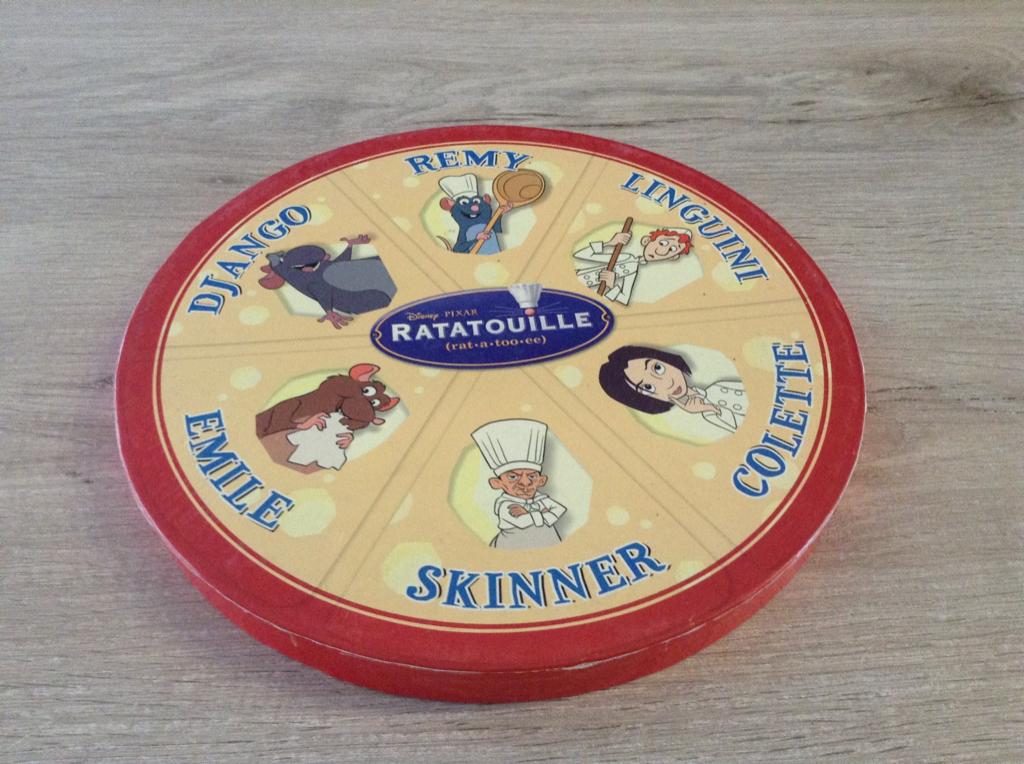 REMY
LINGUINI
DJANGO
Disney · PIXAR
RATATOUILLE
(rat•a•too•ee)
COLETTE
EMILE
SKINNER